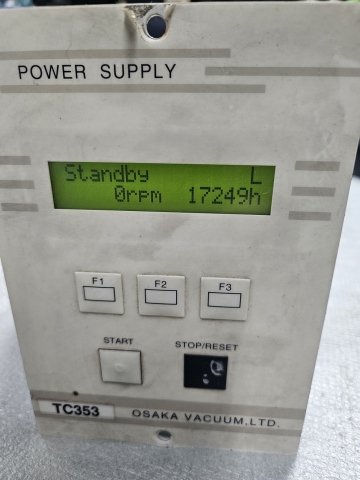 POWER SUPPLY
Standby L
0rpm 17249h
F1 F2 F3
START STOP/RESET
TC353 OSAKA VACUUM,LTD.